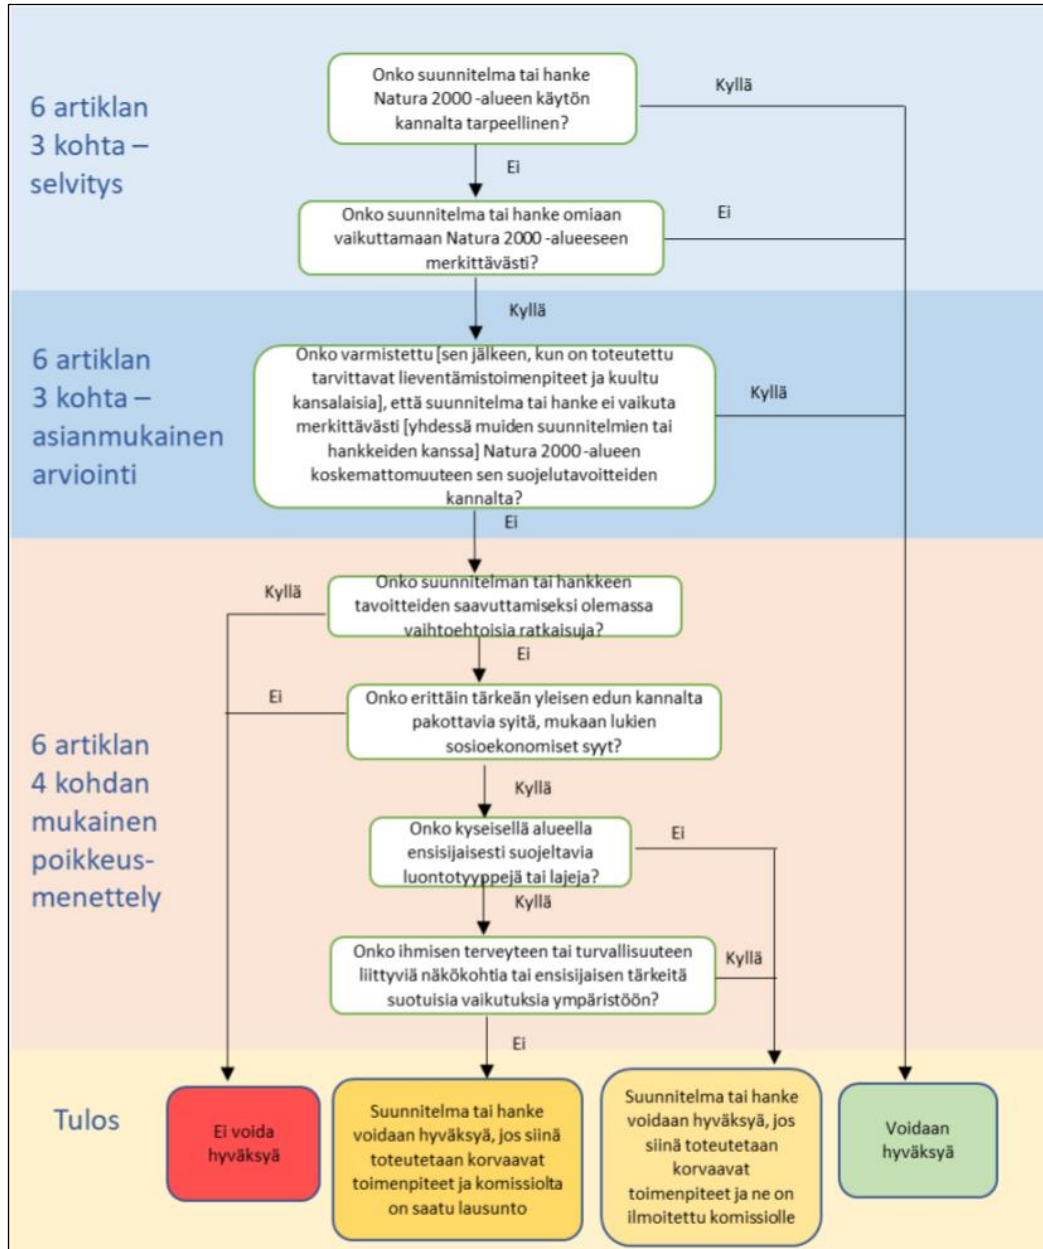 6 artiklan
3 kohta –
selvitys
Onko suunnitelma tai hanke
Natura 2000 -alueen käytön
kannalta tarpeellinen?
Kyllä
Ei
Onko suunnitelma tai hanke omiaan
vaikuttamaan Natura 2000 -alueeseen
merkittävästi?
Ei
Kyllä
6 artiklan
3 kohta –
asianmukainen
arviointi
Onko varmistettu [sen jälkeen, kun on toteutettu
tarvittavat lieventämistoimenpiteet ja kuultu
kansalaisia], että suunnitelma tai hanke ei vaikuta
merkittävästi [yhdessä muiden suunnitelmien tai
hankkeiden kanssa] Natura 2000-alueen
koskemattomuuteen sen suojelutavoitteiden
kannalta?
Kyllä
Ei
6 artiklan
4 kohdan
mukainen
poikkeus-
menettely
Onko suunnitelman tai hankkeen
tavoitteiden saavuttamiseksi olemassa
vaihtoehtoisia ratkaisuja?
Kyllä
Ei
Onko erittäin tärkeän yleisen edun kannalta
pakottavia syitä, mukaan lukien
sosioekonomiset syyt?
Ei
Kyllä
Onko kyseisellä alueella
ensisijaisesti suojeltavia
luontotyyppejä tai lajeja?
Ei
Kyllä
Onko ihmisen terveyteen tai turvallisuuteen
liittyviä näkökohtia tai ensisijaisen tärkeitä
suotuisia vaikutuksia ympäristöön?
Kyllä
Ei
Tulos
Ei voida
hyväksyä
Suunnitelma tai hanke
voidaan hyväksyä, jos siinä
toteutetaan korvaavat
toimenpiteet ja komissiolta
on saatu lausunto
Suunnitelma tai hanke
voidaan hyväksyä, jos
siinä toteutetaan
korvaavat
toimenpiteet ja ne on
ilmoitettu komissiolle
Voidaan
hyväksyä